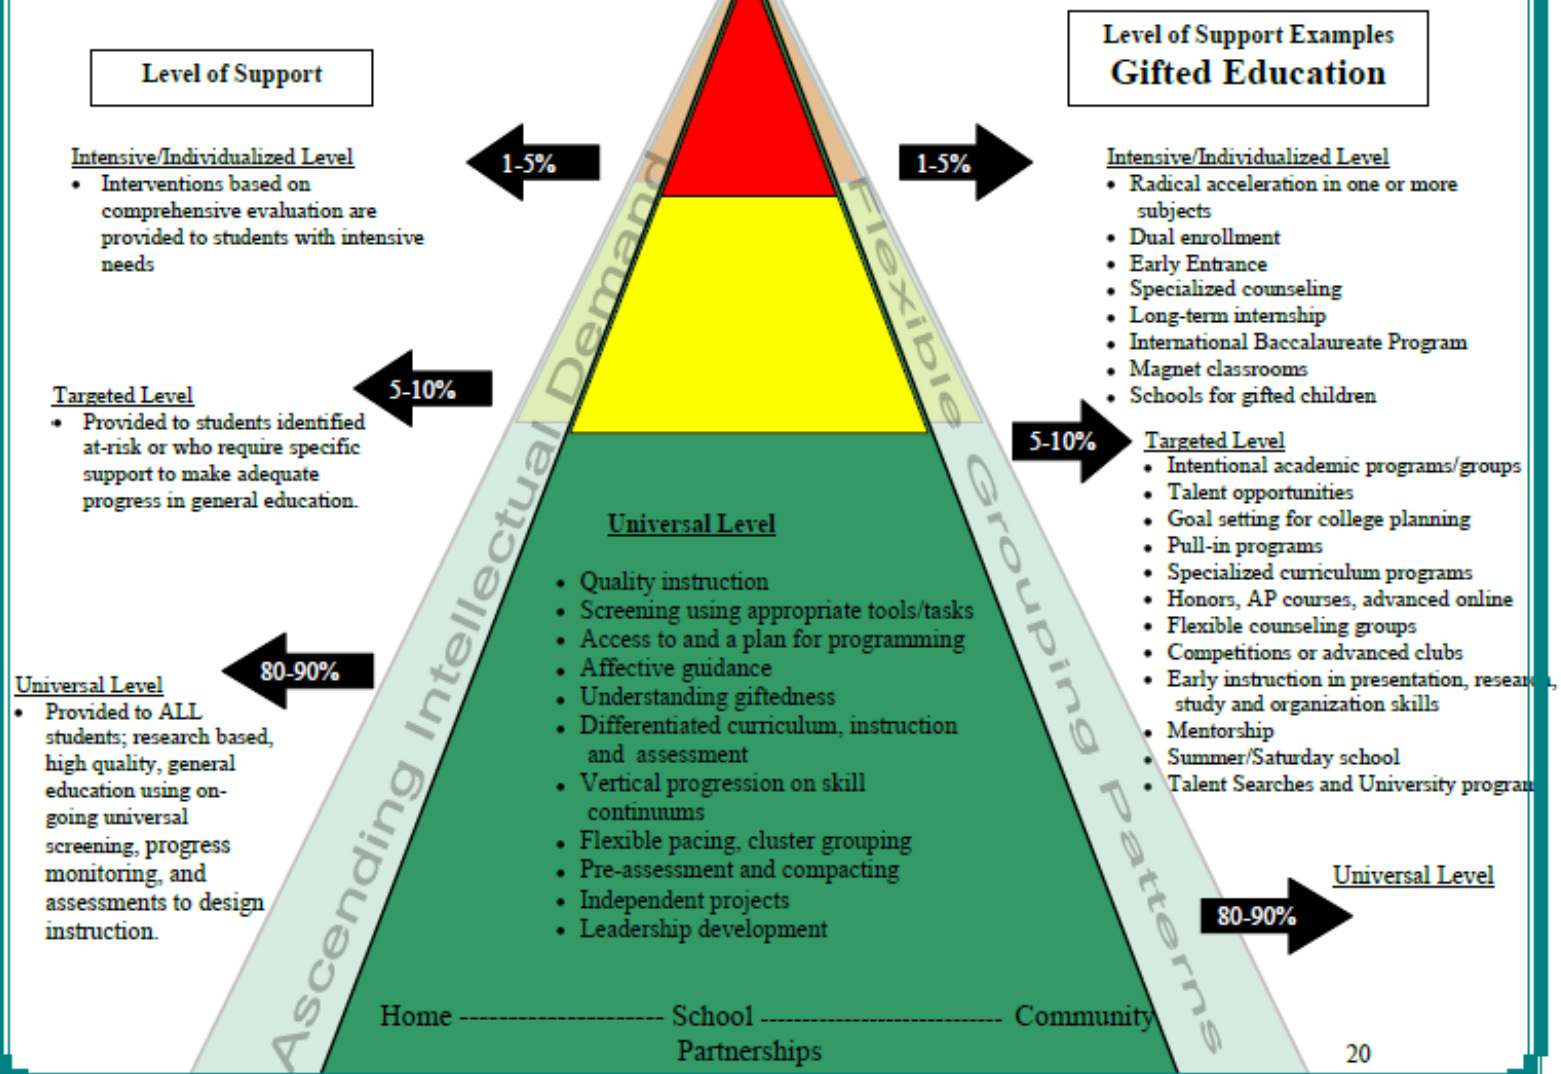 Level of Support
Level of Support Examples
Gifted Education
Intensive/Individualized Level
• Interventions based on
comprehensive evaluation are
provided to students with intensive
needs
1-5%
1-5%
Intensive/Individualized Level
• Radical acceleration in one or more
subjects
• Dual enrollment
• Early Entrance
• Specialized counseling
• Long-term internship
• International Baccalaureate Program
• Magnet classrooms
• Schools for gifted children
Targeted Level
• Provided to students identified
at-risk or who require specific
support to make adequate
progress in general education.
5-10%
5-10%
Targeted Level
• Intentional academic programs/groups
• Talent opportunities
• Goal setting for college planning
• Pull-in programs
• Specialized curriculum programs
• Honors, AP courses, advanced online
• Flexible counseling groups
• Competitions or advanced clubs
• Early instruction in presentation, research,
study and organization skills
• Mentorship
• Summer/Saturday school
• Talent Searches and University program
Ascending Intellectual Demand
Flexible Grouping Patterns
Universal Level
• Quality instruction
• Screening using appropriate tools/tasks
• Access to and a plan for programming
• Affective guidance
• Understanding giftedness
• Differentiated curriculum, instruction
and assessment
• Vertical progression on skill
continuums
• Flexible pacing, cluster grouping
• Pre-assessment and compacting
• Independent projects
• Leadership development
80-90%
Universal Level
• Provided to ALL
students; research based,
high quality, general
education using on-
going universal
screening, progress
monitoring, and
assessments to design
instruction.
Universal Level
80-90%
Home --------------------- School ----------------------------- Community
Partnerships
20